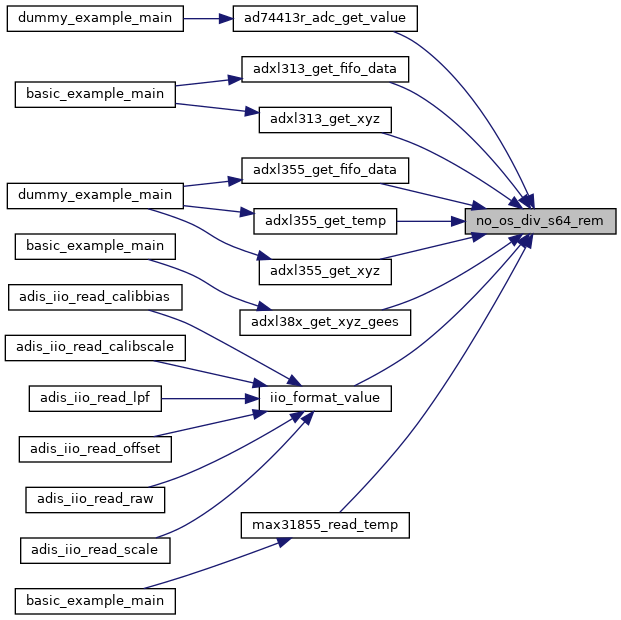 dummy_example_main
ad74413r_adc_get_value
adxl313_get_fifo_data
basic_example_main
adxl313_get_xyz
adxl355_get_fifo_data
dummy_example_main
adxl355_get_temp
no_os_div_s64_rem
basic_example_main
adxl355_get_xyz
adis_iio_read_calibbias
adxl38x_get_xyz_gees
adis_iio_read_calibscale
adis_iio_read_lpf
iio_format_value
adis_iio_read_offset
adis_iio_read_raw
max31855_read_temp
adis_iio_read_scale
basic_example_main